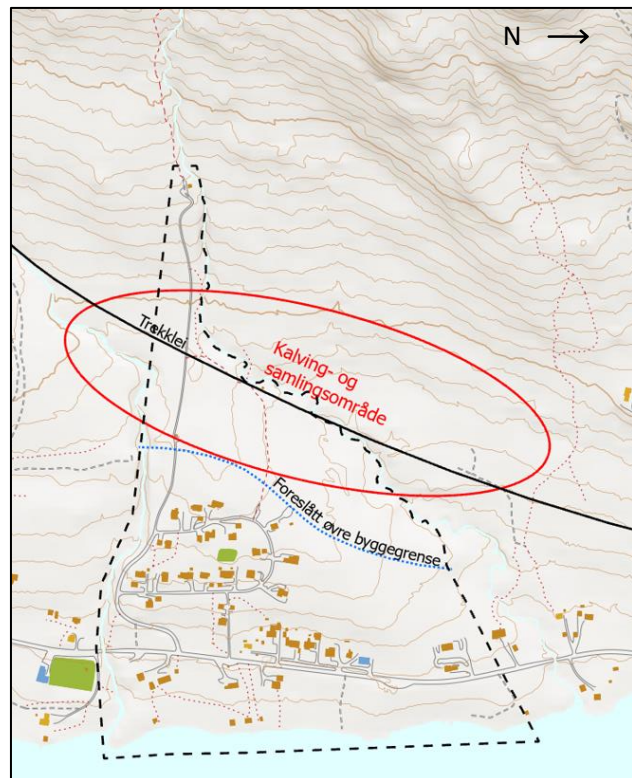 N
Trekklei
Kalving- og
samlingsområde
Foreslått øvre byggegrense